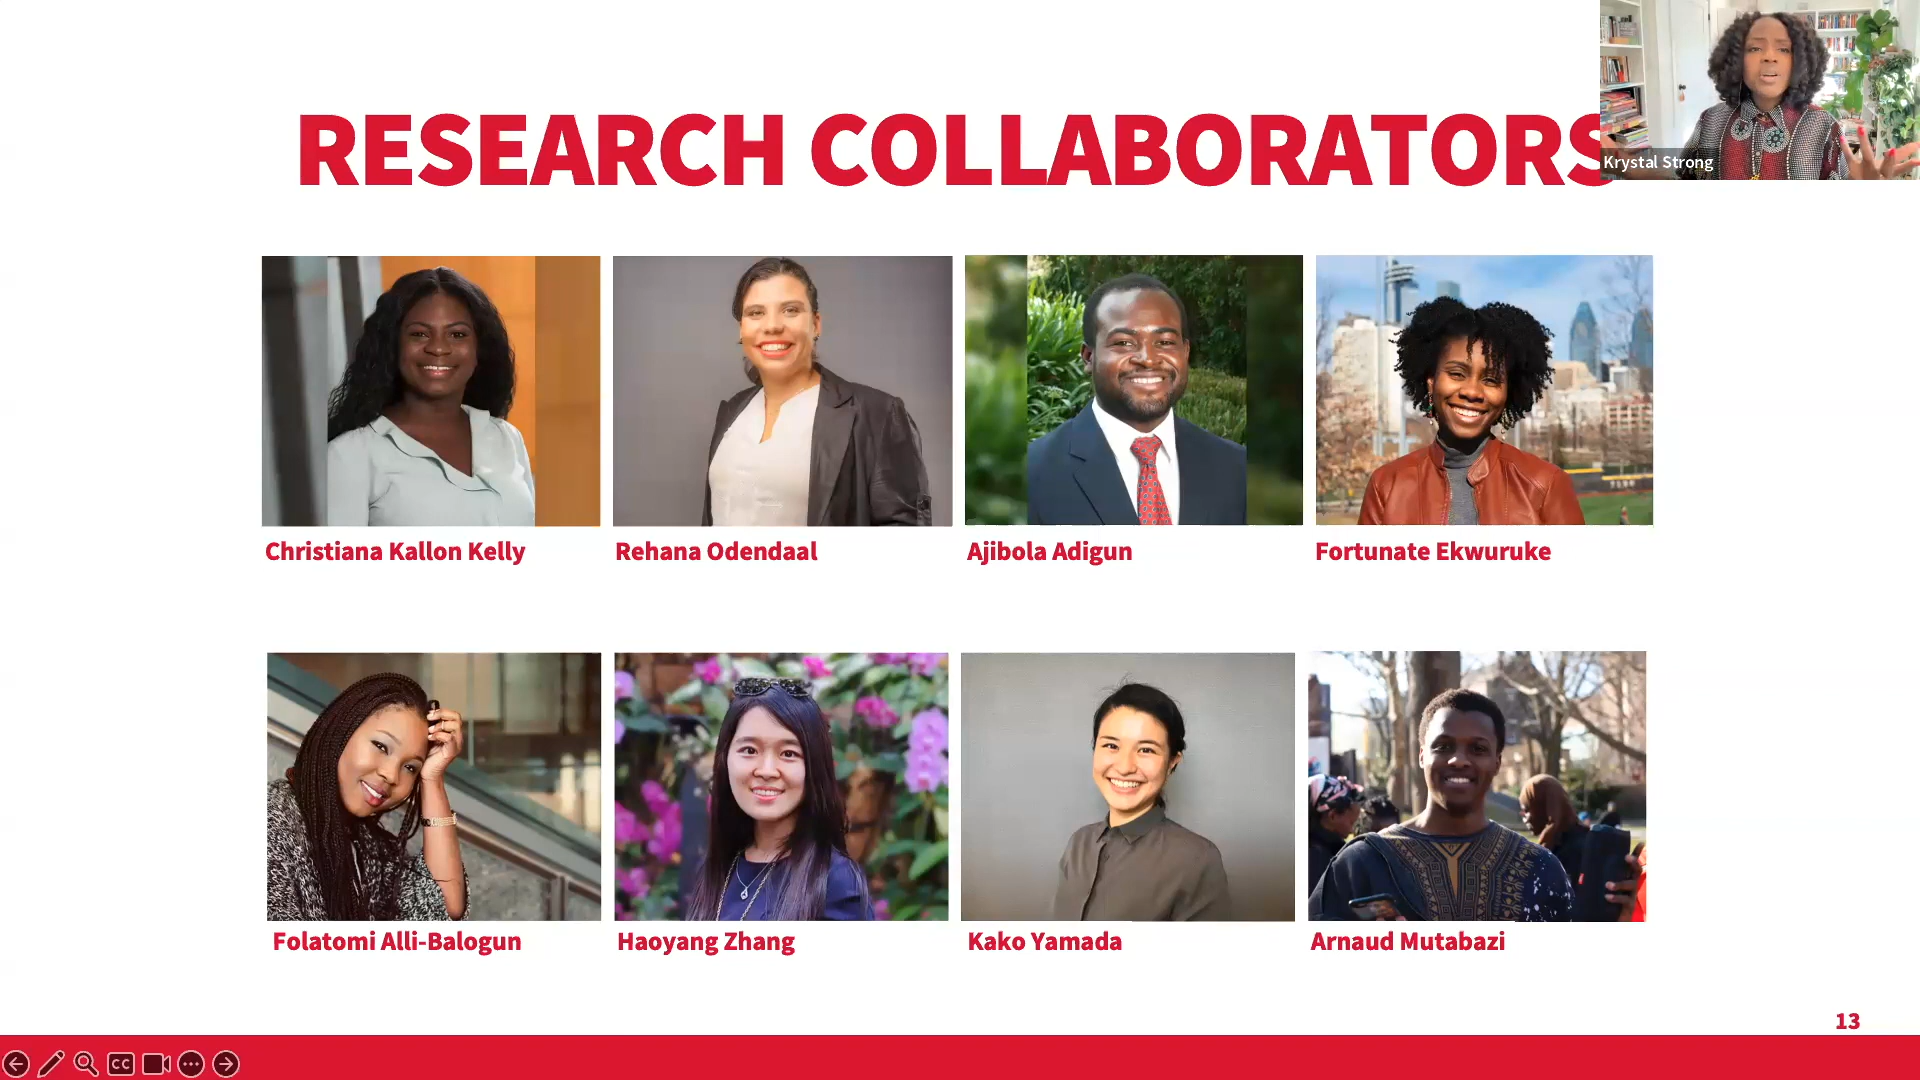 RESEARCH COLLABORATORS
Krystal Strong
Christiana Kallon Kelly
Rehana Odendaal
Ajibola Adigun
Fortunate Ekwuruke
Folatomi Alli-Balogun
Haoyang Zhang
Kako Yamada
Arnaud Mutabazi
13
CC